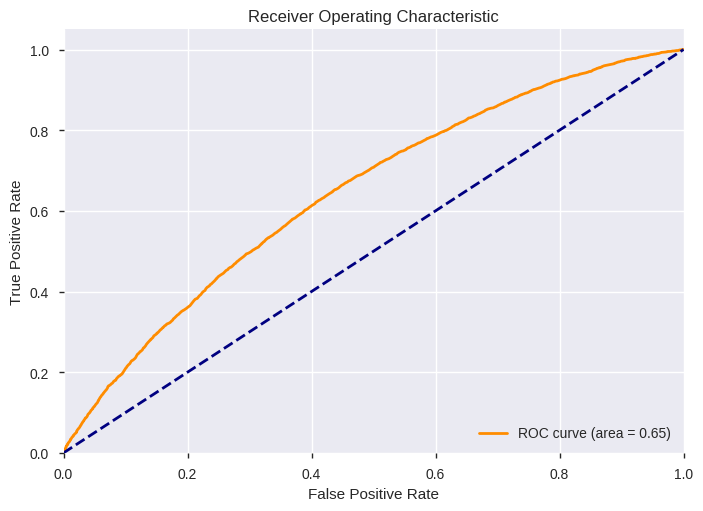 Receiver Operating Characteristic
1.0
0.8
0.6
0.4
0.2
0.0
True Positive Rate
ROC curve (area = 0.65)
0.0 0.2 0.4 0.6 0.8 1.0
False Positive Rate